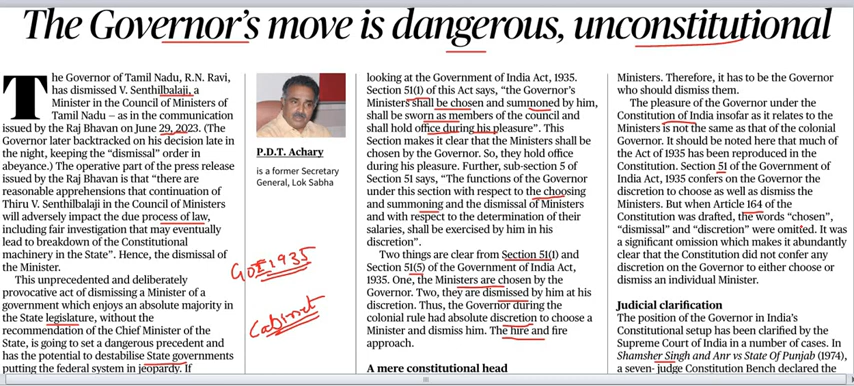 The Governor's move is dangerous, unconstitutional
The Governor of Tamil Nadu, R.N. Ravi,
has dismissed V. Senthilbalaji, a
Minister in the Council of Ministers of
Tamil Nadu – as in the communication
issued by the Raj Bhavan on June 29, 2023. (The
Governor later backtracked on his decision late in
the night, keeping the "dismissal" order in
abeyance.) The operative part of the press release
issued by the Raj Bhavan is that "there are
reasonable apprehensions that continuation of
Thiru V. Senthilbalaji in the Council of Ministers
will adversely impact the due process of law,
including fair investigation that may eventually
lead to breakdown of the Constitutional
machinery in the State". Hence, the dismissal of
the Minister.
This unprecedented and deliberately
provocative act of dismissing a Minister of a
government which enjoys an absolute majority in
the State legislature, without the
recommendation of the Chief Minister of the
State, is going to set a dangerous precedent and
has the potential to destabilise State governments
putting the federal system in jeopardy. If
P.D.T. Achary
is a former Secretary
General, Lok Sabha
GOI 1935
Cabinet
looking at the Government of India Act, 1935.
Section 51(1) of this Act says, "the Governor's
Ministers shall be chosen and summoned by him,
shall be sworn as members of the council and
shall hold office during his pleasure". This
Section makes it clear that the Ministers shall be
chosen by the Governor. So, they hold office
during his pleasure. Further, sub-section 5 of
Section 51 says, "The functions of the Governor
under this section with respect to the choosing
and summoning and the dismissal of Ministers
and with respect to the determination of their
salaries, shall be exercised by him in his
discretion".
Two things are clear from Section 51(1) and
Section 51(5) of the Government of India Act,
1935. One, the Ministers are chosen by the
Governor. Two, they are dismissed by him at his
discretion. Thus, the Governor during the
colonial rule had absolute discretion to choose a
Minister and dismiss him. The hire and fire
approach.
A mere constitutional head
Ministers. Therefore, it has to be the Governor
who should dismiss them.
The pleasure of the Governor under the
Constitution of India insofar as it relates to the
Ministers is not the same as that of the colonial
Governor. It should be noted here that much of
the Act of 1935 has been reproduced in the
Constitution. Section 51 of the Government of
India Act, 1935 confers on the Governor the
discretion to choose as well as dismiss the
Ministers. But when Article 164 of the
Constitution was drafted, the words "chosen",
"dismissal" and "discretion" were omitted. It was
a significant omission which makes it abundantly
clear that the Constitution did not confer any
discretion on the Governor to either choose or
dismiss an individual Minister.
Judicial clarification
The position of the Governor in India's
Constitutional setup has been clarified by the
Supreme Court of India in a number of cases. In
Shamsher Singh and Anr vs State Of Punjab (1974),
a seven-judge Constitution Bench declared the